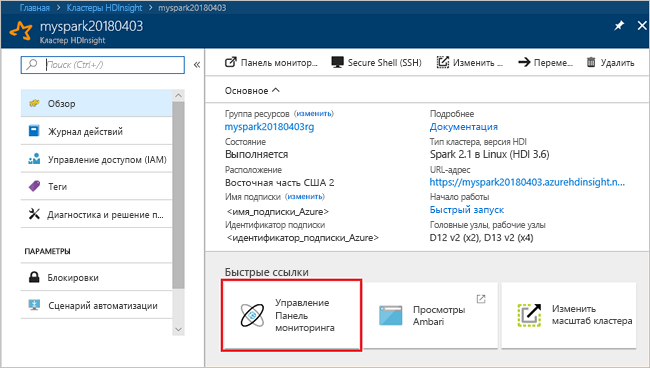 Главная > Кластеры HDInsight > myspark20180403
myspark20180403
Кластер HDInsight
Поиск (Ctrl+/)
Обзор
Журнал действий
Управление доступом (IAM)
Теги
Диагностика и решение п...
ПАРАМЕТРЫ
Блокировки
Сценарий автоматизации
Панель монитор... Secure Shell (SSH) Изменить ... Переме... Удалить
Основное
Группа ресурсов (изменить)
myspark20180403rg
Состояние
Выполняется
Расположение
Восточная часть США 2
Имя подписки (изменить)
<имя_подписки_Azure>
Идентификатор подписки
<идентификатор_подписки_Azure>
Подробнее
Документация
Тип кластера, версия HDI
Spark 2.1 в Linux (HDI 3.6)
URL-адрес
https://myspark20180403.azurehdinsight.n...
Начало работы
Быстрый запуск
Головные узлы, рабочие узлы
D12 v2 (x2), D13 v2 (x4)
Быстрые ссылки
Управление
Панель
мониторинга
Просмотры
Ambari
Изменить
масштаб кластера